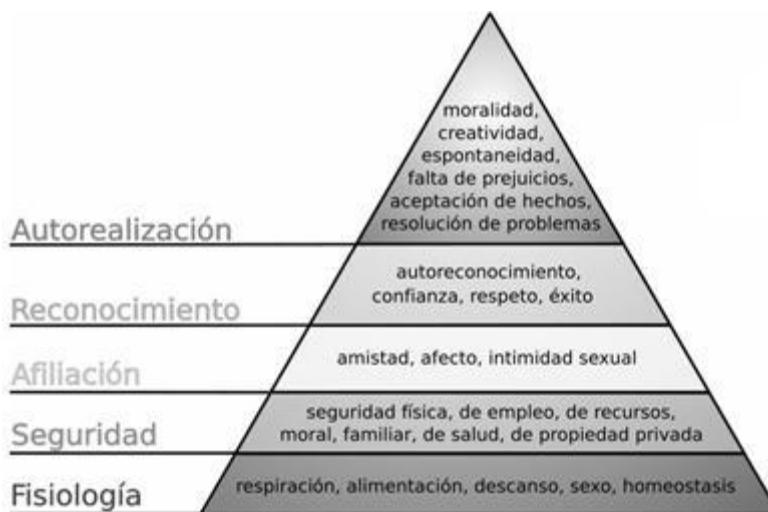 moralidad,
creatividad,
espontaneidad,
falta de prejuicios,
aceptación de hechos,
resolución de problemas
Autorealización
autoreconocimiento,
confianza, respeto, éxito
Reconocimiento
amistad, afecto, intimidad sexual
Afiliación
seguridad física, de empleo, de recursos,
moral, familiar, de salud, de propiedad privada
Seguridad
respiración, alimentación, descanso, sexo, homeostasis
Fisiología